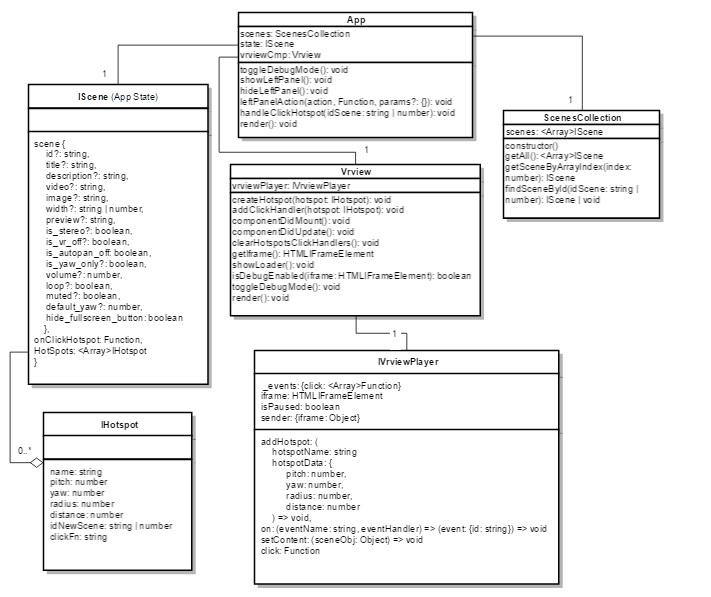 App
scenes: ScenesCollection
state: IScene
vrviewCmp: Vrview
toggleDebugMode(): void
showLeftPanel(): void
hideLeftPanel(): void
leftPanelAction(action, Function, params?: {}): void
handleClickHotspot(idScene: string | number): void
render(): void
1
1
1
IScene (App State)
scene {
id?: string,
title?: string,
description?: string,
video?: string,
image?: string,
width?: string | number,
preview?: string,
is_stereo?: boolean,
is_vr_off?: boolean,
is_autopan_off: boolean,
is_yaw_only?: boolean,
volume?: number,
loop?: boolean,
muted?: boolean,
default_yaw?: number,
hide_fullscreen_button: boolean
},
onClickHotspot: Function,
HotSpots: <Array>IHotspot
}
ScenesCollection
scenes: <Array>IScene
constructor()
getAll(): <Array>IScene
getSceneByArrayIndex(index:
number): IScene
findSceneById(idScene: string |
number): IScene | void
Vrview
vrviewPlayer: IVrviewPlayer
createHotspot(hotspot: IHotspot): void
addClickHandler(hotspot: IHotspot): void
componentDidMount(): void
componentDidUpdate(): void
clearHotspotsClickHandlers(): void
getIframe(): HTMLIFrameElement
showLoader(): void
isDebugEnabled(iframe: HTMLIFrameElement): boolean
toggleDebugMode(): void
render(): void
1
IVrviewPlayer
_events: {click: <Array>Function}
iframe: HTMLIFrameElement
isPaused: boolean
sender: {iframe: Object}
addHotspot: (
hotspotName: string
hotspotData: {
pitch: number,
yaw: number,
radius: number,
distance: number
) => void,
on: (eventName: string, eventHandler) => (event: {id: string}) => void
setContent: (sceneObj: Object) => void
click: Function
0..*
IHotspot
name: string
pitch: number
yaw: number
radius: number
distance: number
idNewScene: string | number
clickFn: string